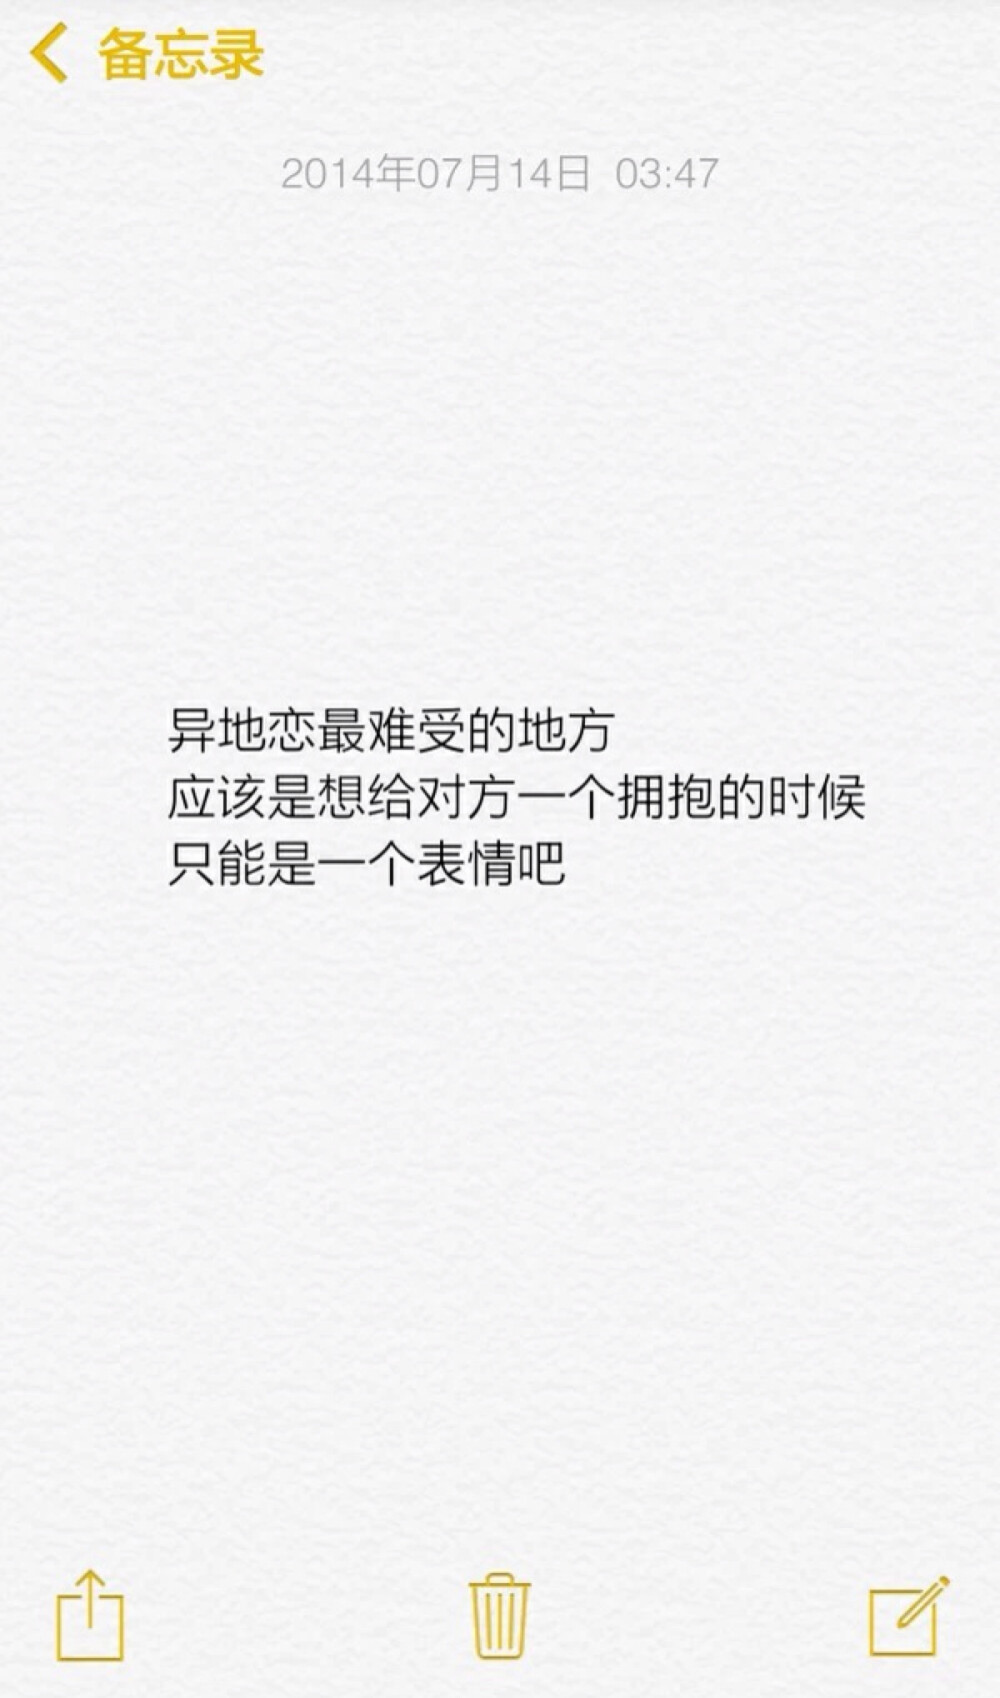 备忘录
2014年07月14日 03:47
异地恋最难受的地方
应该是想给对方一个拥抱的时候
只能是一个表情吧